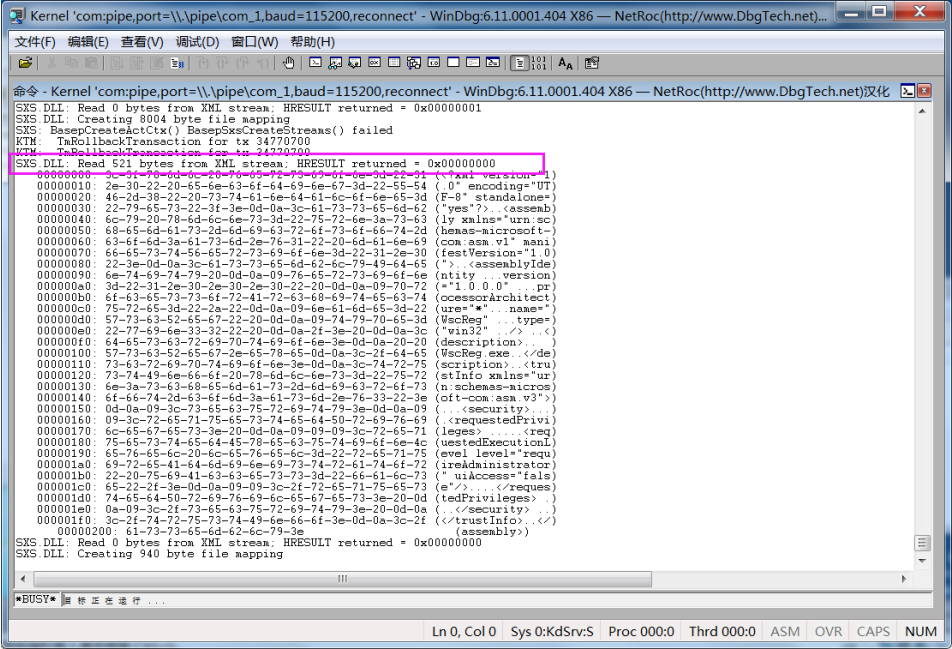 Kernel 'com:pipe,port=\\.\pipe\com_1,baud=115200,reconnect' - WinDbg:6.11.0001.404 X86 — NetRoc(http://www.DbgTech.net)...
文件(F) 编辑(E) 查看(V) 调试(D) 窗口(W) 帮助(H)
命令 - Kernel 'com:pipe,port=\\.\pipe\com_1,baud=115200,reconnect' - WinDbg:6.11.0001.404 X86 — NetRoc(http://www.DbgTech.net)汉化
SXS.DLL: Read 0 bytes from XML stream; HRESULT returned = 0x00000001
SXS.DLL: Creating 8004 byte file mapping
SXS: BasepCreateActCtx() BasepSxsCreateStreams() failed
KTM:  TmRollbackTransaction for tx 34770700
KTM:  TmRollbackTransaction for tx 34770700
SXS.DLL: Read 521 bytes from XML stream; HRESULT returned = 0x00000000
00000000: 3c-3f-78-6d-6c-20-76-65-72-73-69-6f-6e-3d-22-31 (<?xml version="1)
00000010: 2e-30-22-20-65-6e-63-6f-64-69-6e-67-3d-22-55-54 (.0" encoding="UT)
00000020: 46-2d-38-22-20-73-74-61-6e-64-61-6c-6f-6e-65-3d (F-8" standalone=)
00000030: 22-79-65-73-22-3f-3e-0d-0a-3c-61-73-73-65-6d-62 ("yes"?>..<assemb)
00000040: 6c-79-20-78-6d-6c-6e-73-3d-22-75-72-6e-3a-73-63 (ly xmlns="urn:sc)
00000050: 68-65-6d-61-73-2d-6d-69-63-72-6f-73-6f-66-74-2d (hemas-microsoft-)
00000060: 63-6f-6d-3a-61-73-6d-2e-76-31-22-20-6d-61-6e-69 (com:asm.v1" mani)
00000070: 66-65-73-74-56-65-72-73-69-6f-6e-3d-22-31-2e-30 (festVersion="1.0)
00000080: 22-3e-0d-0a-3c-61-73-73-65-6d-62-6c-79-49-64-65 (">..<assemblyIde)
00000090: 6e-74-69-74-79-20-0d-0a-09-76-65-72-73-69-6f-6e (ntity ...version)
000000a0: 3d-22-31-2e-30-2e-30-2e-30-22-20-0d-0a-09-70-72 (="1.0.0.0" ...pr)
000000b0: 6f-63-65-73-73-6f-72-41-72-63-68-69-74-65-63-74 (ocessorArchitect)
000000c0: 75-72-65-3d-22-2a-22-0d-0a-09-6e-61-6d-65-3d-22 (ure="*"...name=")
000000d0: 57-73-63-52-65-67-22-20-0d-0a-09-74-79-70-65-3d (WscReg" ...type=)
000000e0: 22-77-69-6e-33-32-22-20-0d-0a-2f-3e-20-0d-0a-3c ("win32" ../> ..<)
000000f0: 64-65-73-63-72-69-70-74-69-6f-6e-3e-0d-0a-20-20 (description>..  )
00000100: 57-73-63-52-65-67-2e-65-78-65-0d-0a-3c-2f-64-65 (WscReg.exe..</de)
00000110: 73-63-72-69-70-74-69-6f-6e-3e-0d-0a-3c-74-72-75 (scription>..<tru)
00000120: 73-74-49-6e-66-6f-20-78-6d-6c-6e-73-3d-22-75-72 (stInfo xmlns="ur)
00000130: 6e-3a-73-63-68-65-6d-61-73-2d-6d-69-63-72-6f-73 (n:schemas-micros)
00000140: 6f-66-74-2d-63-6f-6d-3a-61-73-6d-2e-76-33-22-3e (oft-com:asm.v3">)
00000150: 0d-0a-09-3c-73-65-63-75-72-69-74-79-3e-0d-0a-09 (...<security>...)
00000160: 09-3c-72-65-71-75-65-73-74-65-64-50-72-69-76-69 (.<requestedPrivi)
00000170: 6c-65-67-65-73-3e-20-0d-0a-09-09-09-3c-72-65-71 (leges> .....<req)
00000180: 75-65-73-74-65-64-45-78-65-63-75-74-69-6f-6e-4c (uestedExecutionL)
00000190: 65-76-65-6c-20-6c-65-76-65-6c-3d-22-72-65-71-75 (evel level="requ)
000001a0: 69-72-65-41-64-6d-69-6e-69-73-74-72-61-74-6f-72 (ireAdministrator)
000001b0: 22-20-75-69-41-63-63-65-73-73-3d-22-66-61-6c-73 (" uiAccess="fals)
000001c0: 65-22-2f-3e-0d-0a-09-09-3c-2f-72-65-71-75-65-73 (e"/>....</reques)
000001d0: 74-65-64-50-72-69-76-69-6c-65-67-65-73-3e-20-0d (tedPrivileges> .)
000001e0: 0a-09-3c-2f-73-65-63-75-72-69-74-79-3e-20-0d-0a (..</security> ..)
000001f0: 3c-2f-74-72-75-73-74-49-6e-66-6f-3e-0d-0a-3c-2f (</trustInfo>..</)
00000200: 61-73-73-65-6d-62-6c-79-3e (assembly>)
SXS.DLL: Read 0 bytes from XML stream; HRESULT returned = 0x00000000
SXS.DLL: Creating 940 byte file mapping
*BUSY* 目标正在运行 ...
Ln 0, Col 0 Sys 0:KdSrv:S Proc 000:0 Thrd 000:0 ASM OVR CAPS NUM